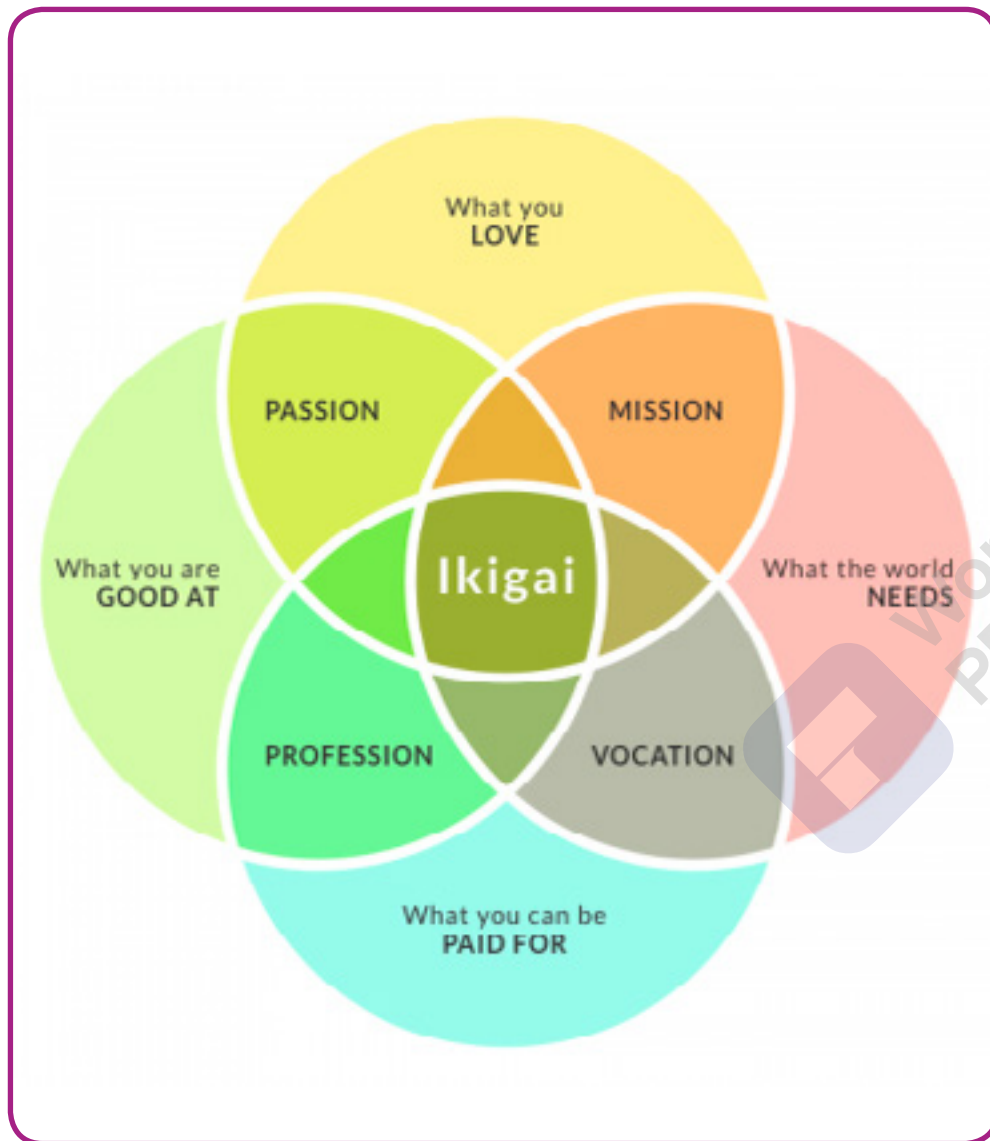 What you
LOVE
PASSION
MISSION
What you are
GOOD AT
Ikigai
What the world
NEEDS
PROFESSION
VOCATION
What you can be
PAID FOR